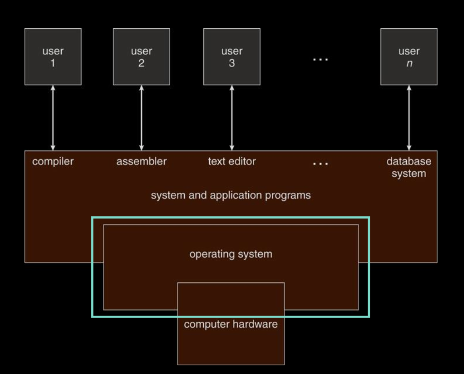 user user user user
1 2 3 ... n
compiler assembler text editor ... database
system
system and application programs
operating system
computer hardware